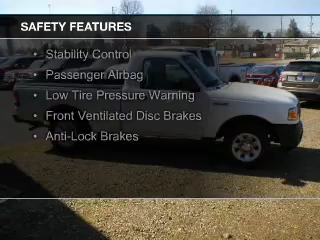 SAFETY FEATURES
• Stability Control
• Passenger Airbag
• Low Tire Pressure Warning
• Front Ventilated Disc Brakes
• Anti-Lock Brakes